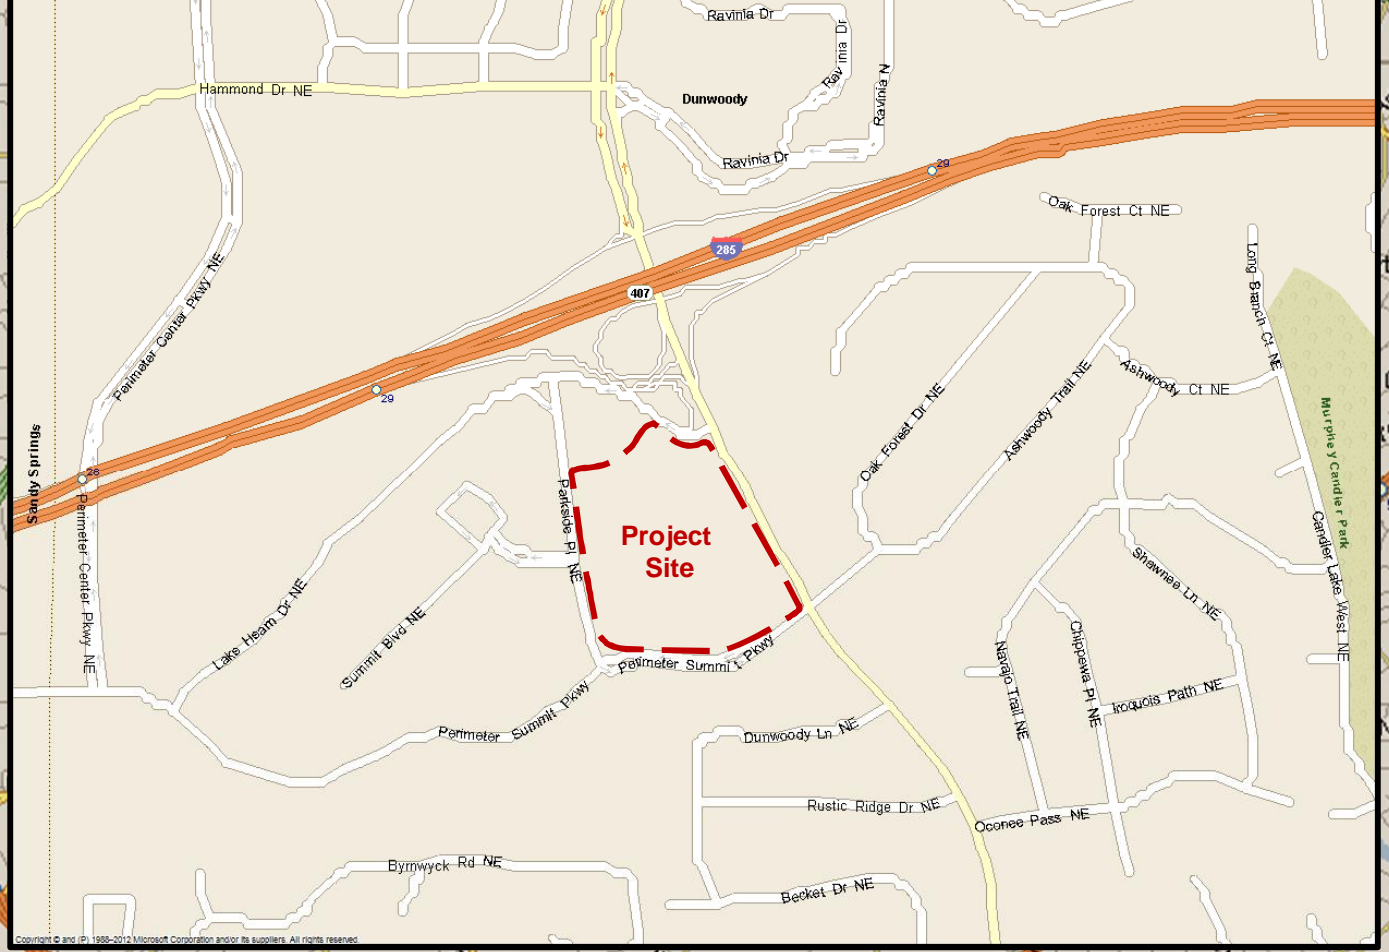 Ravinia Dr
Ravinia Dr
Hammond Dr NE
Dunwoody
Ravinia N
Ravinia Dr
29
Oak Forest Ct NE
285
407
Long Branch Ct NE
Perimeter Center Pkwy NE
29
Ashwoody Ct NE
Ashwoody Trail NE
Oak Forest Dr NE
Murphey Candler Park
Sandy Springs
28
Perimeter Center Pkwy NE
Parkside Pl NE
Project
Site
Candler Lake West NE
Shawnee Ln NE
Lake Hearn Dr NE
Summit Blvd NE
Perimeter Summit Pkwy
Navajo Trail NE
Chippewa Pl NE
Iroquois Path NE
Perimeter Summit Pkwy
Dunwoody Ln NE
Rustic Ridge Dr NE
Oconee Pass NE
Byrnwyck Rd NE
Becket Dr NE
Copyright © and (P) 1988–2012 Microsoft Corporation and/or its suppliers. All rights reserved.